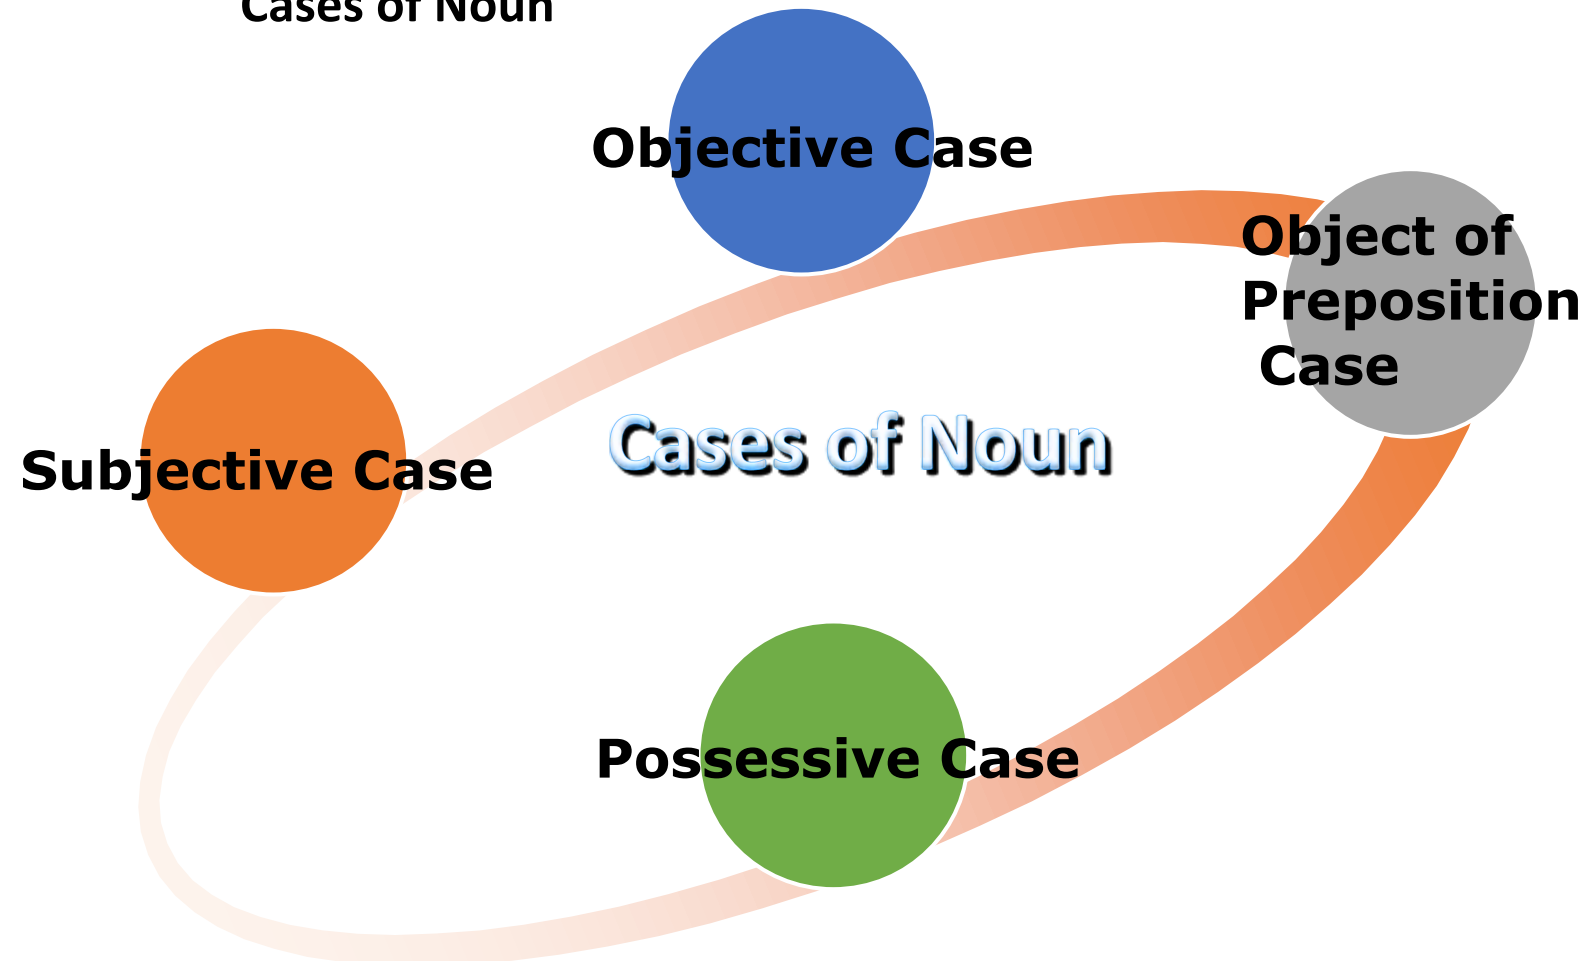 Cases of Noun
Objective Case
Object of
Preposition
Case
Cases of Noun
Subjective Case
Possessive Case